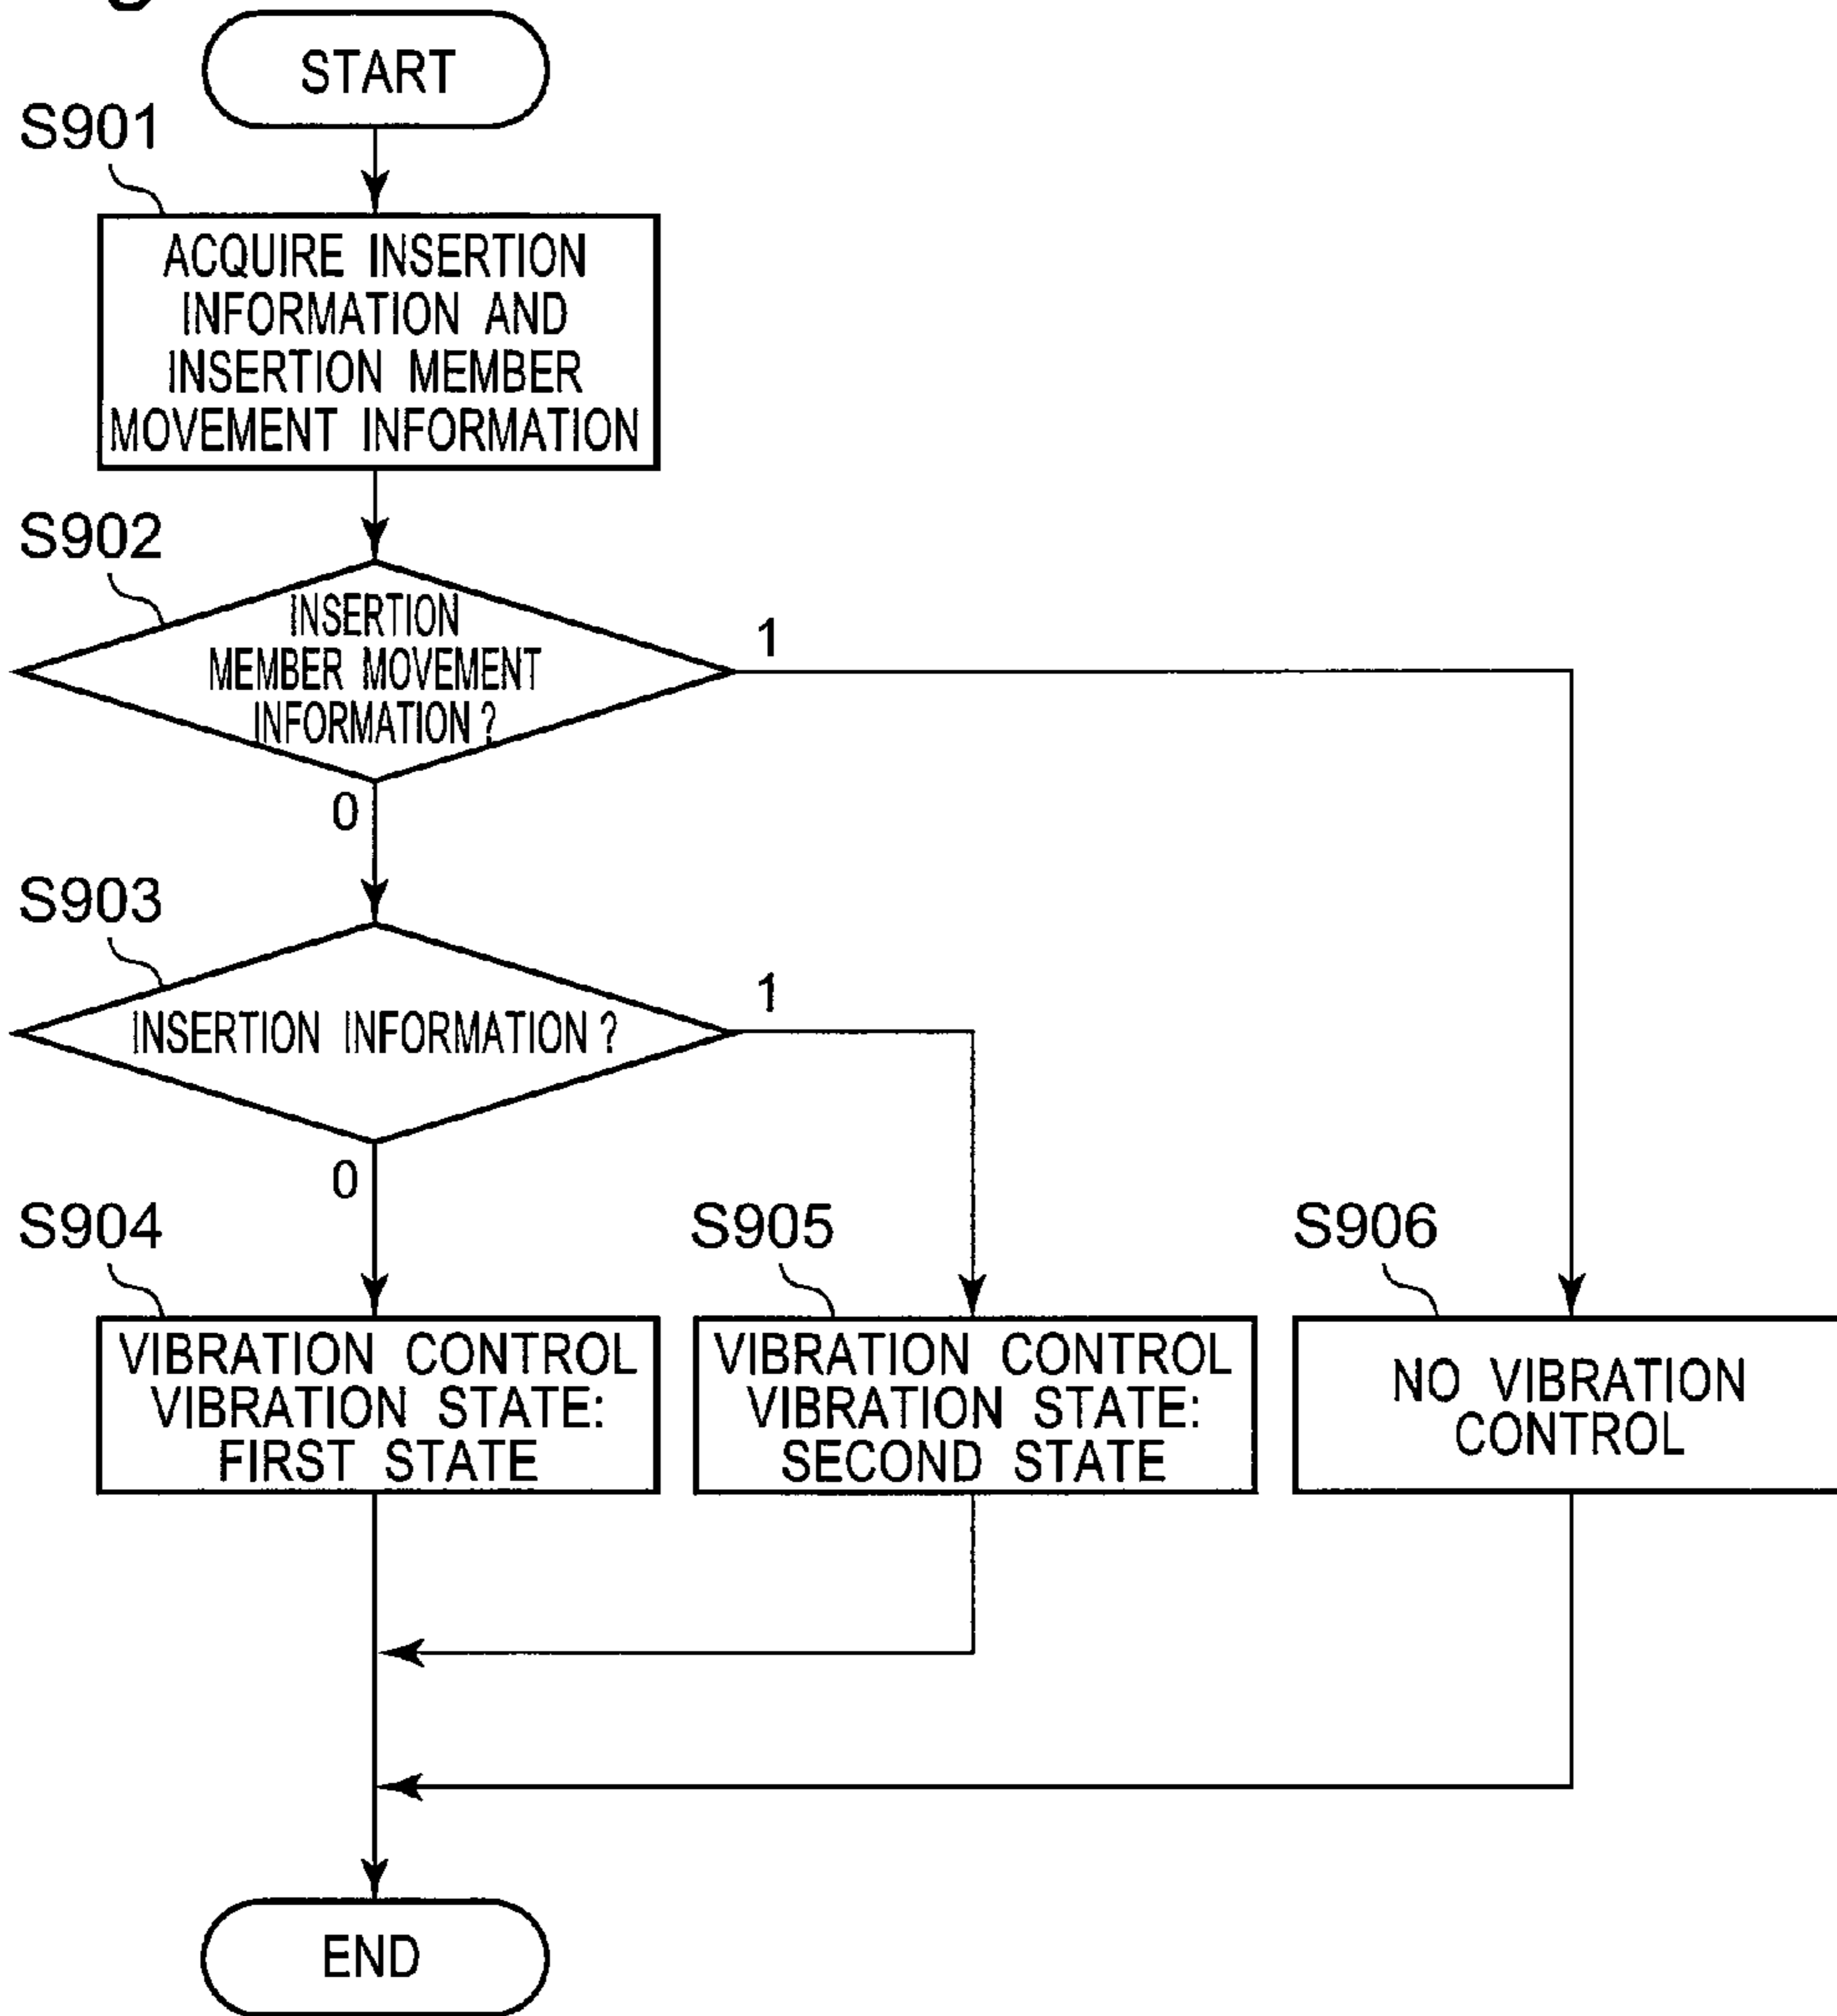 START
S901
ACQUIRE INSERTION
INFORMATION AND
INSERTION MEMBER
MOVEMENT INFORMATION
S902
INSERTION
MEMBER MOVEMENT
INFORMATION?
1
0
S903
INSERTION INFORMATION?
1
0
S904
VIBRATION CONTROL
VIBRATION STATE:
FIRST STATE
S905
VIBRATION CONTROL
VIBRATION STATE:
SECOND STATE
S906
NO VIBRATION
CONTROL
END